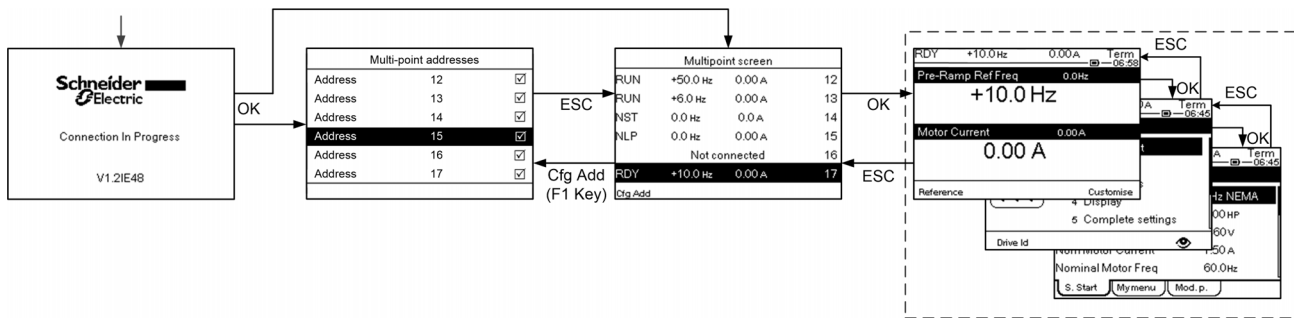 Schneider
Electric
Connection In Progress
V1.2IE48
OK
Multi-point addresses
Address 12
Address 13
Address 14
Address 15
Address 16
Address 17
ESC
Cfg Add
(F1 Key)
Multipoint screen
RUN +50.0 Hz 0.00 A 12
RUN +6.0 Hz 0.00 A 13
NST 0.0 Hz 0.0 A 14
NLP 0.0 Hz 0.00 A 15
Not connected 16
RDY +10.0 Hz 0.00 A 17
Cfg Add
OK
ESC
RDY +10.0 Hz 0.00 A Term
06:58
Pre-Ramp Ref Freq 0.0Hz
+10.0 Hz
Motor Current 0.00A
0.00 A
Reference Customise
ESC
OK
Term
06:45
4 Display
5 Complete settings
Drive Id
ESC
OK
A Term
06:45
Hz NEMA
00 HP
60 V
Nom Motor Current 1.50 A
Nominal Motor Freq 60.0Hz
S. Start Mymenu Mod. p.